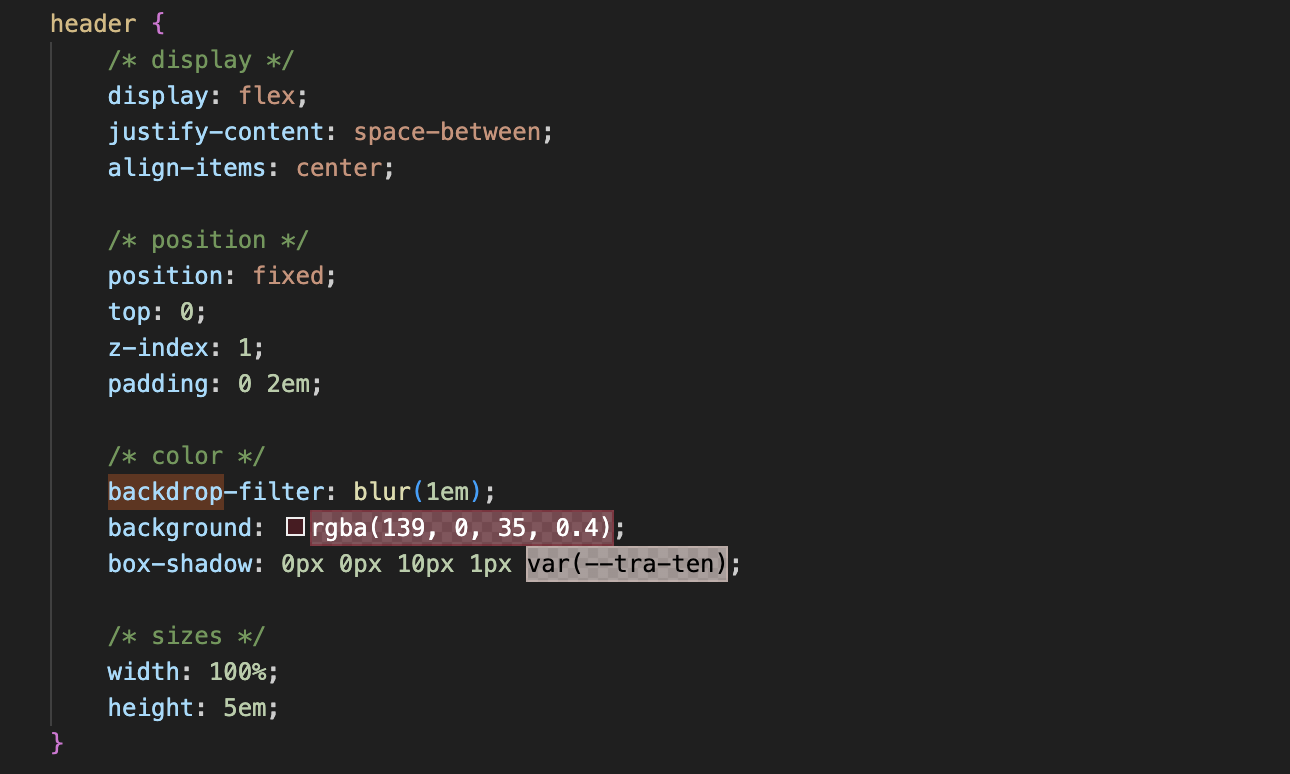 header {
/* display */
display: flex;
justify-content: space-between;
align-items: center;
/* position */
position: fixed;
top: 0;
z-index: 1;
padding: 0 2em;
/* color */
backdrop-filter: blur(1em);
background: rgba(139, 0, 35, 0.4);
box-shadow: 0px 0px 10px 1px var(--tra-ten);
/* sizes */
width: 100%;
height: 5em;
}